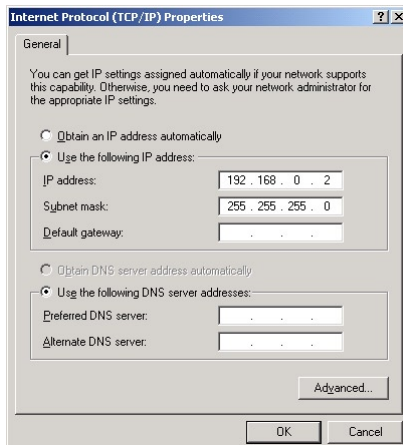 Internet Protocol (TCP/IP) Properties
General
You can get IP settings assigned automatically if your network supports
this capability. Otherwise, you need to ask your network administrator for
the appropriate IP settings.
Obtain an IP address automatically
Use the following IP address:
IP address: 192 . 168 . 0 . 2
Subnet mask: 255 . 255 . 255 . 0
Default gateway: . . .
Obtain DNS server address automatically
Use the following DNS server addresses:
Preferred DNS server: . . .
Alternate DNS server: . . .
Advanced...
OK Cancel